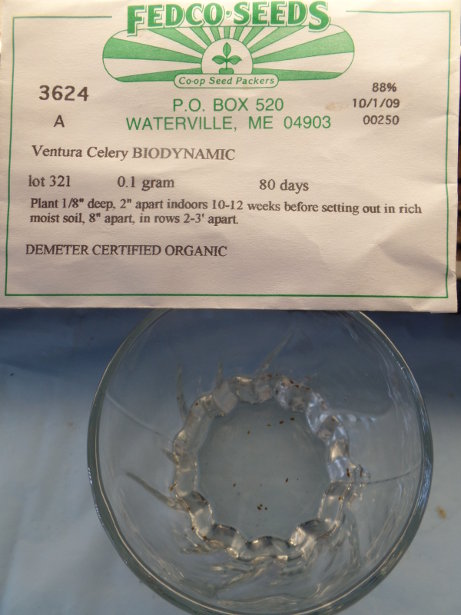 FEDCO·SEEDS
Co-op Seed Packers
3624
A
P.O. BOX 520
WATERVILLE, ME 04903
88%
10/1/09
00250
Ventura Celery BIODYNAMIC
lot 321 0.1 gram 80 days
Plant 1/8" deep, 2" apart indoors 10-12 weeks before setting out in rich
moist soil, 8" apart, in rows 2-3' apart.
DEMETER CERTIFIED ORGANIC